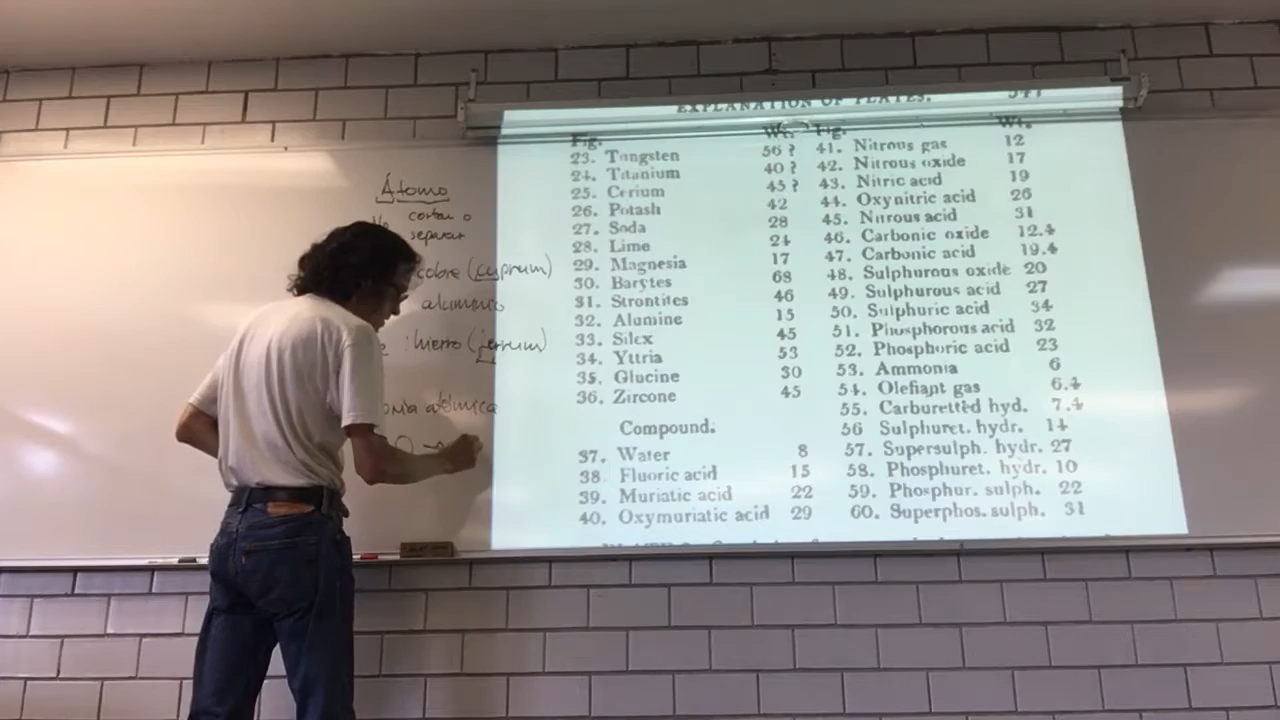 Átomo
cortar o
separar
cobre (cuprum)
aluminio
: hierro (ferrum)
atómica
EXPLANATION OF PLATES. 547
Fig. Wt.
23. Tungsten 56 ?
24. Titanium 40 ?
25. Cerium 45 ?
26. Potash 42
27. Soda 28
28. Lime 24
29. Magnesia 17
30. Barytes 68
31. Strontites 46
32. Alumine 15
33. Silex 45
34. Yttria 53
35. Glucine 30
36. Zircone 45
Compound.
37. Water 8
38. Fluoric acid 15
39. Muriatic acid 22
40. Oxymuriatic acid 29
Fig. Wt.
41. Nitrous gas 12
42. Nitrous oxide 17
43. Nitric acid 19
44. Oxynitric acid 26
45. Nitrous acid 31
46. Carbonic oxide 12.4
47. Carbonic acid 19.4
48. Sulphurous oxide 20
49. Sulphurous acid 27
50. Sulphuric acid 34
51. Phosphorous acid 32
52. Phosphoric acid 23
53. Ammonia 6
54. Olefiant gas 6.4
55. Carburetted hyd. 7.4
56 Sulphuret. hydr. 14
57. Supersulph. hydr. 27
58. Phosphuret. hydr. 10
59. Phosphur. sulph. 22
60. Superphos. sulph. 31